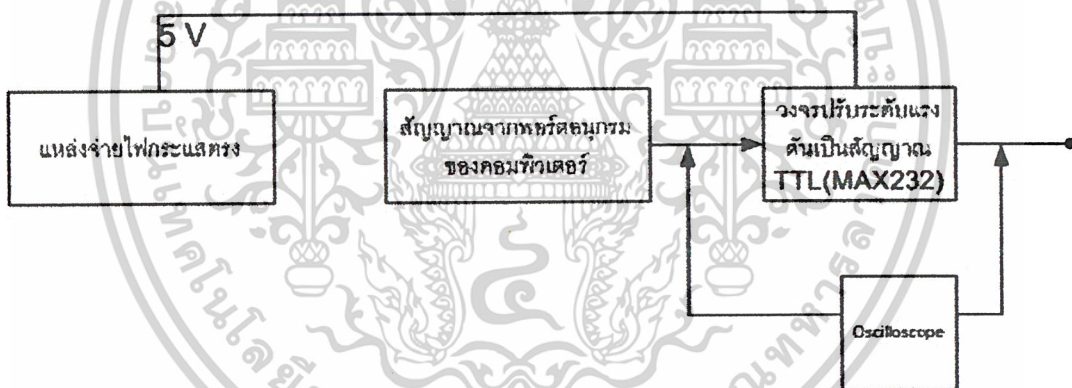 5 V
แหล่งจ่ายไฟกระแสตรง
สัญญาณจากพอร์ตอนุกรม
ของคอมพิวเตอร์
วงจรปรับระดับแรง
ดันเป็นสัญญาณ
TTL(MAX232)
Oscilloscope